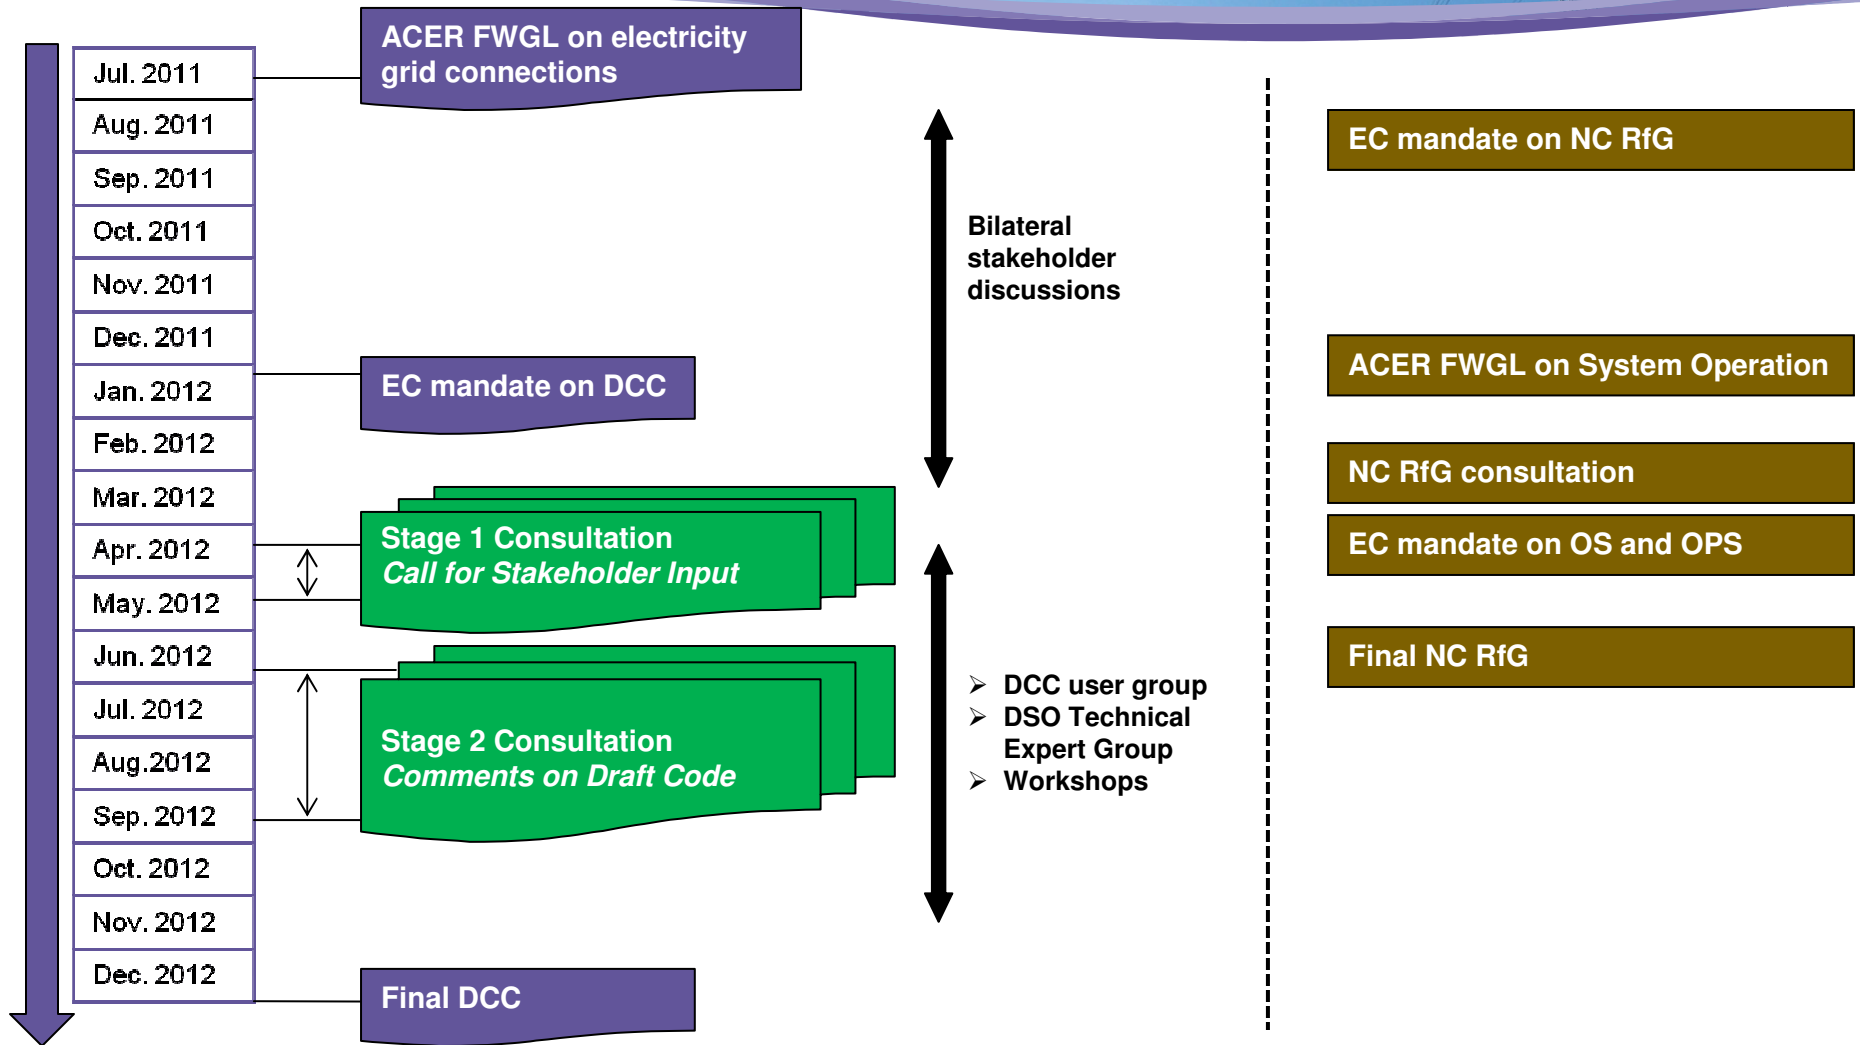 Jul. 2011
Aug. 2011
Sep. 2011
Oct. 2011
Nov. 2011
Dec. 2011
Jan. 2012
Feb. 2012
Mar. 2012
Apr. 2012
May. 2012
Jun. 2012
Jul. 2012
Aug.2012
Sep. 2012
Oct. 2012
Nov. 2012
Dec. 2012
ACER FWGL on electricity
grid connections
EC mandate on DCC
Stage 1 Consultation
Call for Stakeholder Input
Stage 2 Consultation
Comments on Draft Code
Final DCC
Bilateral
stakeholder
discussions
➢ DCC user group
➢ DSO Technical
Expert Group
➢ Workshops
EC mandate on NC RfG
ACER FWGL on System Operation
NC RfG consultation
EC mandate on OS and OPS
Final NC RfG